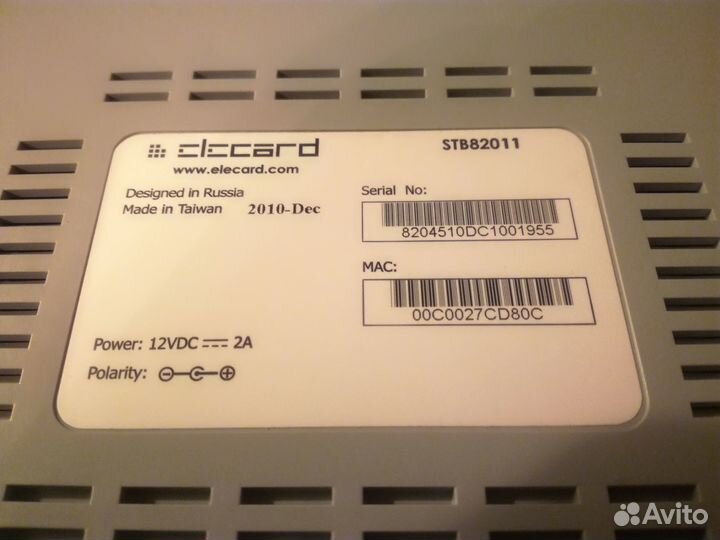 elecard
STB82011
www.elecard.com
Designed in Russia
Made in Taiwan 2010-Dec
Serial No:
8204510DC1001955
MAC:
00C0027CD80C
Power: 12VDC 2A
Polarity:
Avito